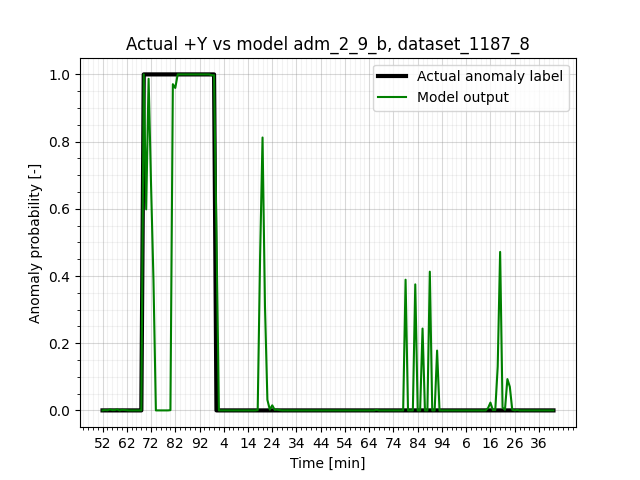 Actual +Y vs model adm_2_9_b, dataset_1187_8
Actual anomaly label
Model output
Anomaly probability [-]
1.0
0.8
0.6
0.4
0.2
0.0
52 62 72 82 92 4 14 24 34 44 54 64 74 84 94 6 16 26 36
Time [min]